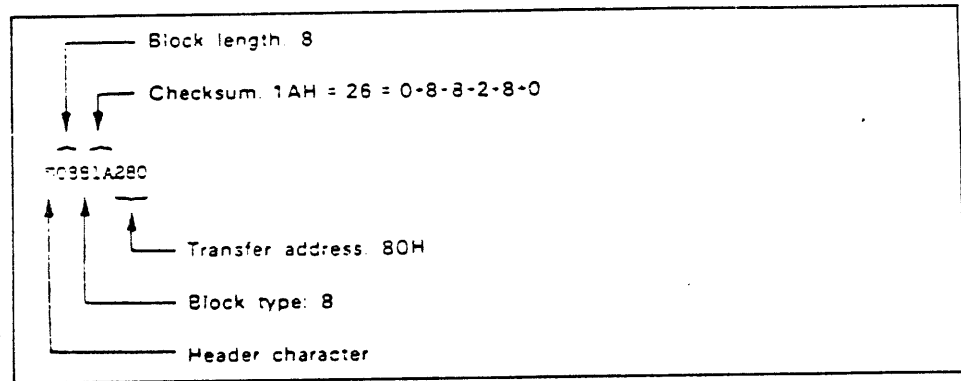 Block length. 8
Checksum. 1AH = 26 = 0+8+8+2+8+0
%0881A280
Transfer address. 80H
Block type: 8
Header character